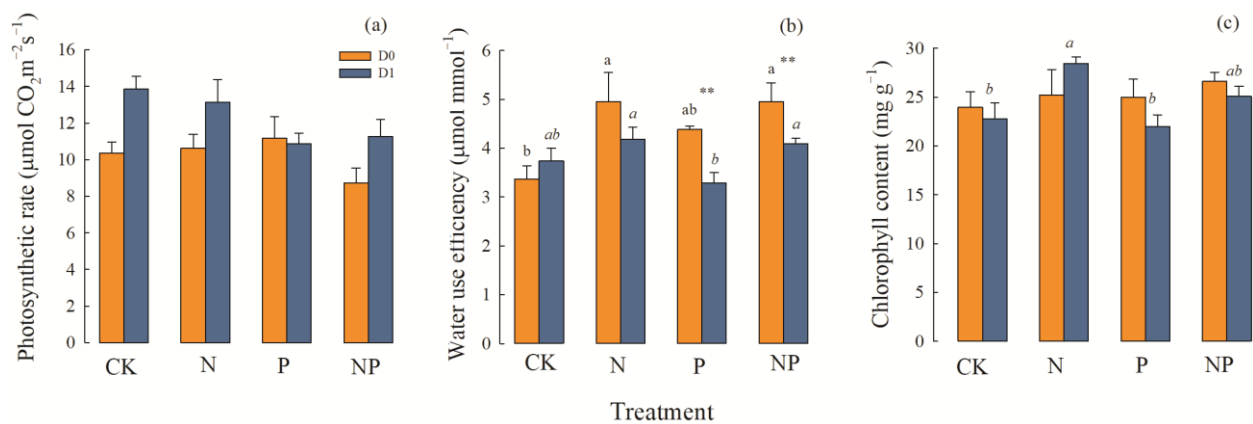 (a)
Photosynthetic rate (µmol CO₂m⁻²s⁻¹)
16
14
12
10
8
6
4
2
0
D0
D1
CK
N
P
NP
(b)
Water use efficiency (µmol mmol⁻¹)
6
5
4
3
2
1
0
b
ab
a
a
ab
**
b
a
**
a
CK
N
P
NP
(c)
Chlorophyll content (mg g⁻¹)
30
25
20
15
10
5
0
b
a
b
ab
CK
N
P
NP
Treatment